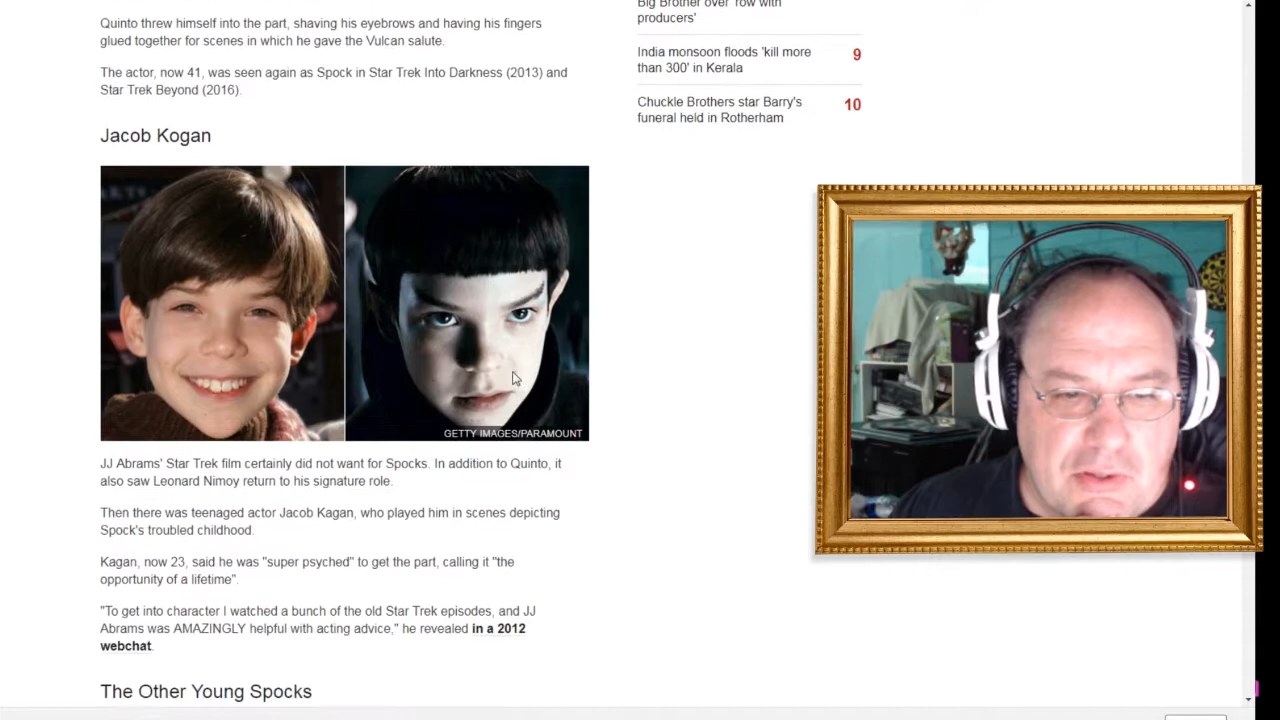 Quinto threw himself into the part, shaving his eyebrows and having his fingers
glued together for scenes in which he gave the Vulcan salute.
The actor, now 41, was seen again as Spock in Star Trek Into Darkness (2013) and
Star Trek Beyond (2016).
Jacob Kogan
GETTY IMAGES/PARAMOUNT
JJ Abrams' Star Trek film certainly did not want for Spocks. In addition to Quinto, it
also saw Leonard Nimoy return to his signature role.
Then there was teenaged actor Jacob Kagan, who played him in scenes depicting
Spock's troubled childhood.
Kagan, now 23, said he was "super psyched" to get the part, calling it "the
opportunity of a lifetime".
"To get into character I watched a bunch of the old Star Trek episodes, and JJ
Abrams was AMAZINGLY helpful with acting advice," he revealed in a 2012
webchat.
The Other Young Spocks
Big Brother over 'row with
producers'
India monsoon floods 'kill more
than 300' in Kerala
9
Chuckle Brothers star Barry's
funeral held in Rotherham
10